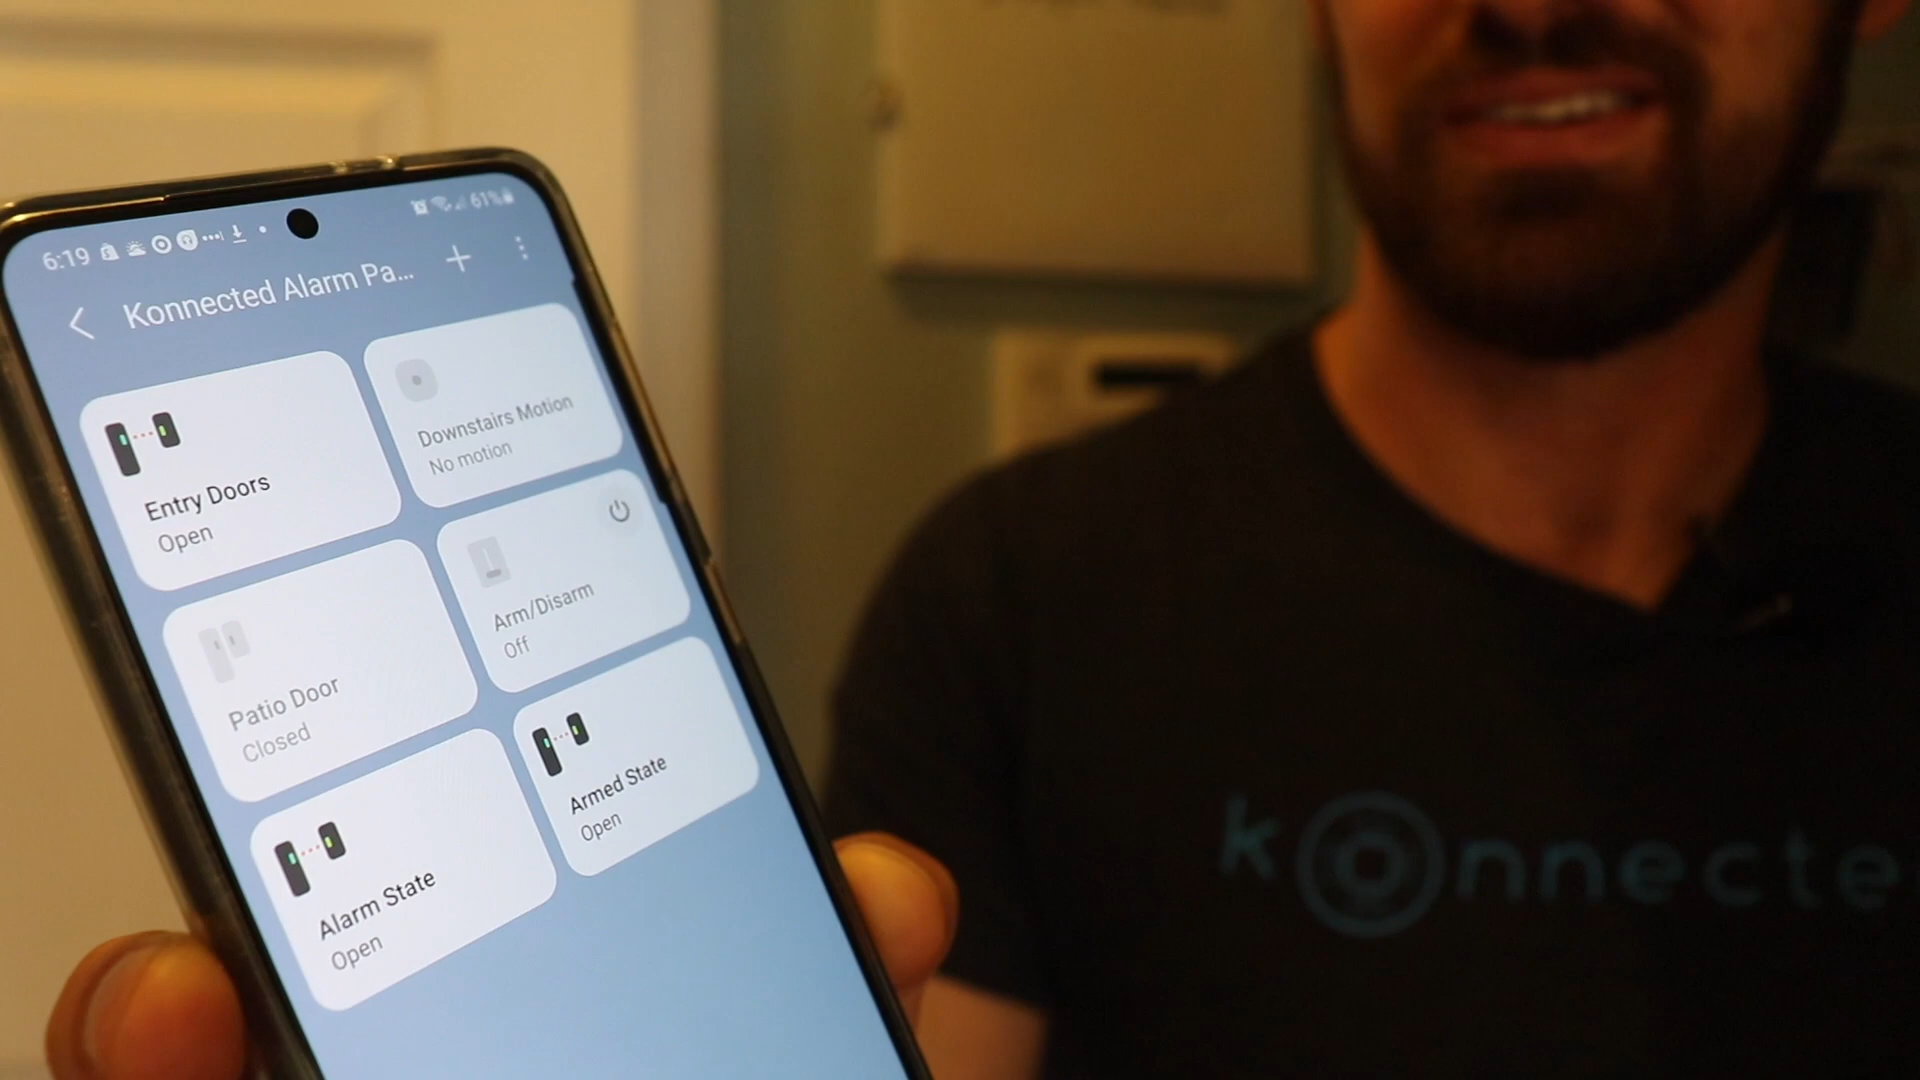 6:19
61%
Konnected Alarm Pa...
Entry Doors
Open
Downstairs Motion
No motion
Patio Door
Closed
Arm/Disarm
Off
Alarm State
Open
Armed State
Open
konnecte